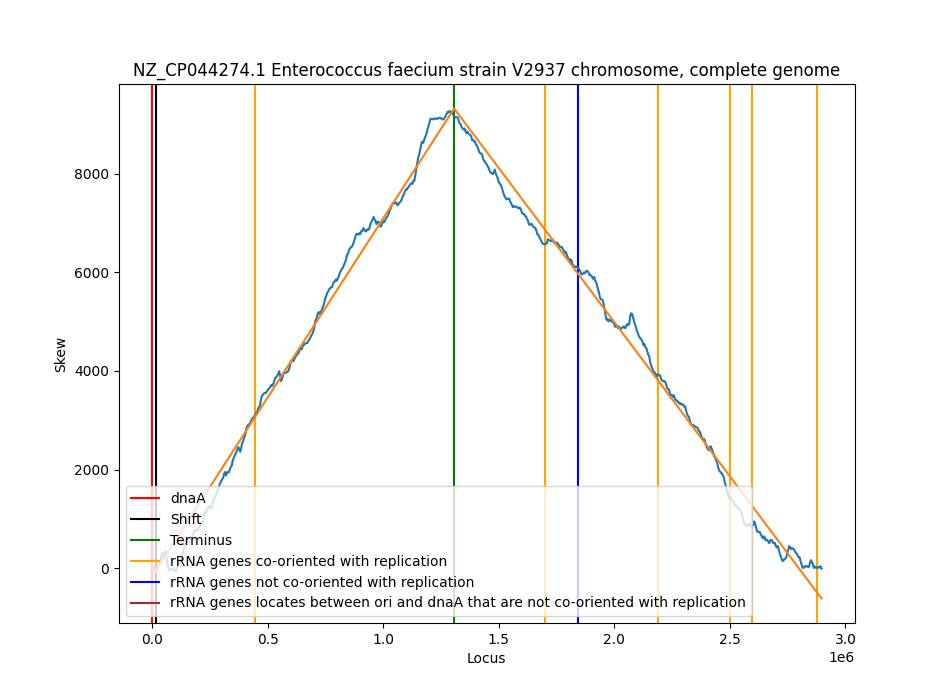 NZ_CP044274.1 Enterococcus faecium strain V2937 chromosome, complete genome
Skew
8000
6000
4000
2000
0
dnaA
Shift
Terminus
rRNA genes co-oriented with replication
rRNA genes not co-oriented with replication
rRNA genes locates between ori and dnaA that are not co-oriented with replication
0.0 0.5 1.0 1.5 2.0 2.5 3.0
1e6
Locus